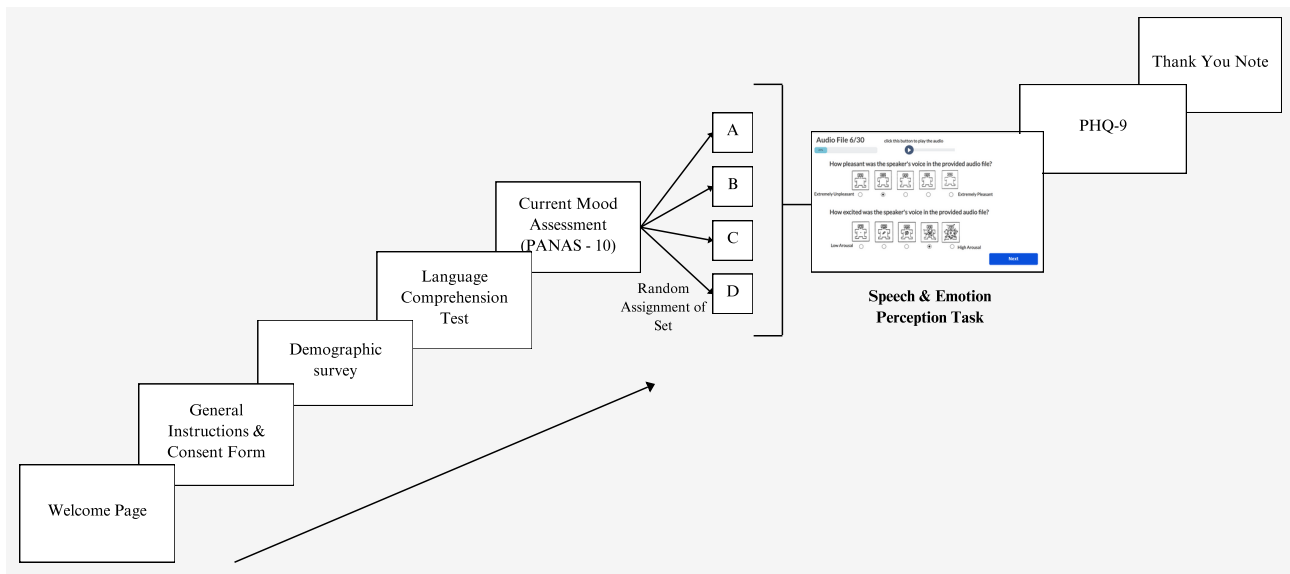 Welcome Page
General
Instructions &
Consent Form
Demographic
survey
Language
Comprehension
Test
Current Mood
Assessment
(PANAS - 10)
Random
Assignment of
Set
A
B
C
D
Audio File 6/30
click this button to play the audio
How pleasant was the speaker's voice in the provided audio file?
Extremely Unpleasant
Extremely Pleasant
How excited was the speaker's voice in the provided audio file?
Low Arousal
High Arousal
Next
Speech & Emotion
Perception Task
PHQ-9
Thank You Note